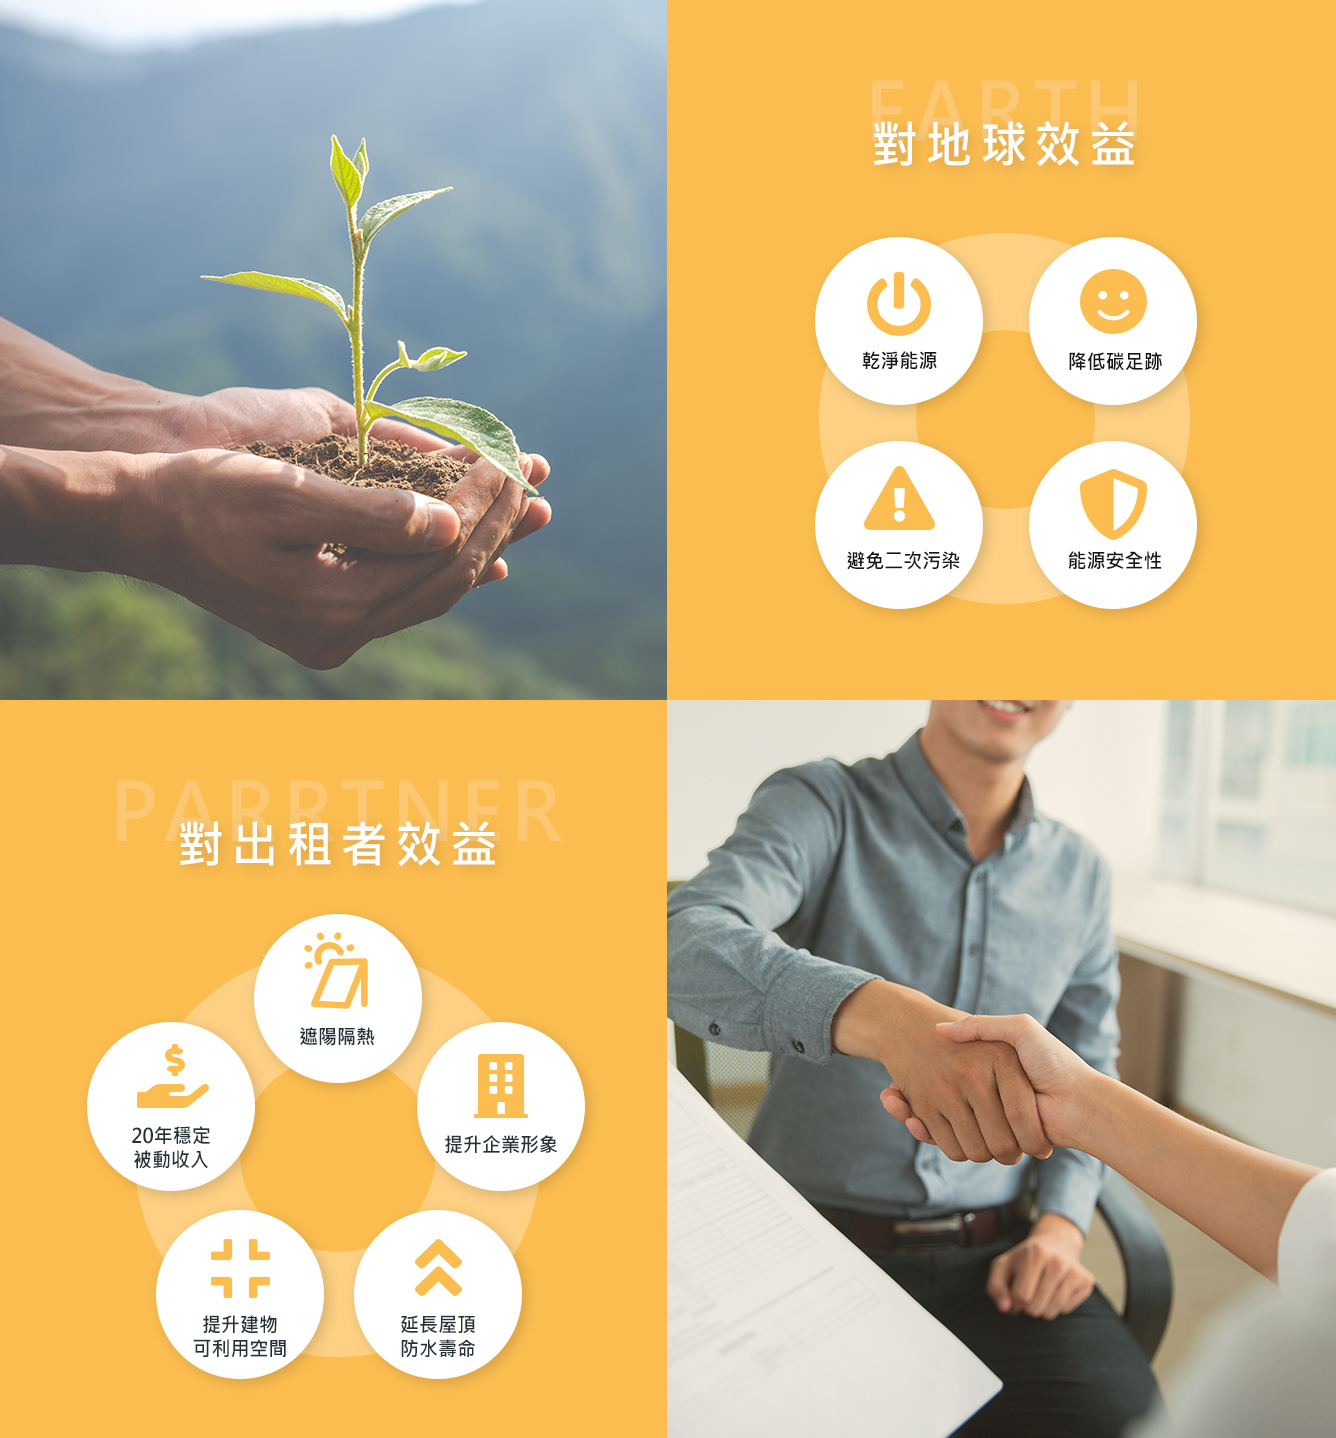 EARTH
對地球效益
乾淨能源
降低碳足跡
避免二次污染
能源安全性
PARRTNER
對出租者效益
遮陽隔熱
20年穩定
被動收入
提升企業形象
提升建物
可利用空間
延長屋頂
防水壽命